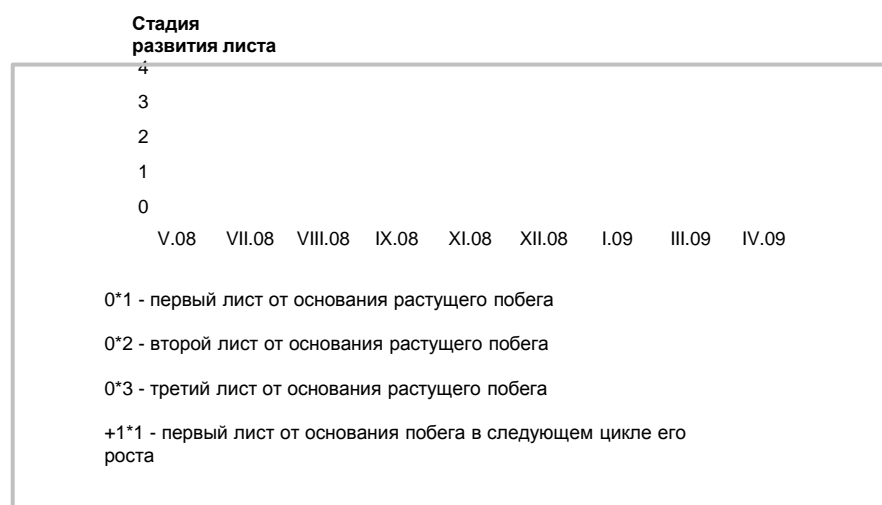 Стадия
развития листа
4
3
2
1
0
V.08 VII.08 VIII.08 IX.08 XI.08 XII.08 I.09 III.09 IV.09
0*1 - первый лист от основания растущего побега
0*2 - второй лист от основания растущего побега
0*3 - третий лист от основания растущего побега
+1*1 - первый лист от основания побега в следующем цикле его
роста